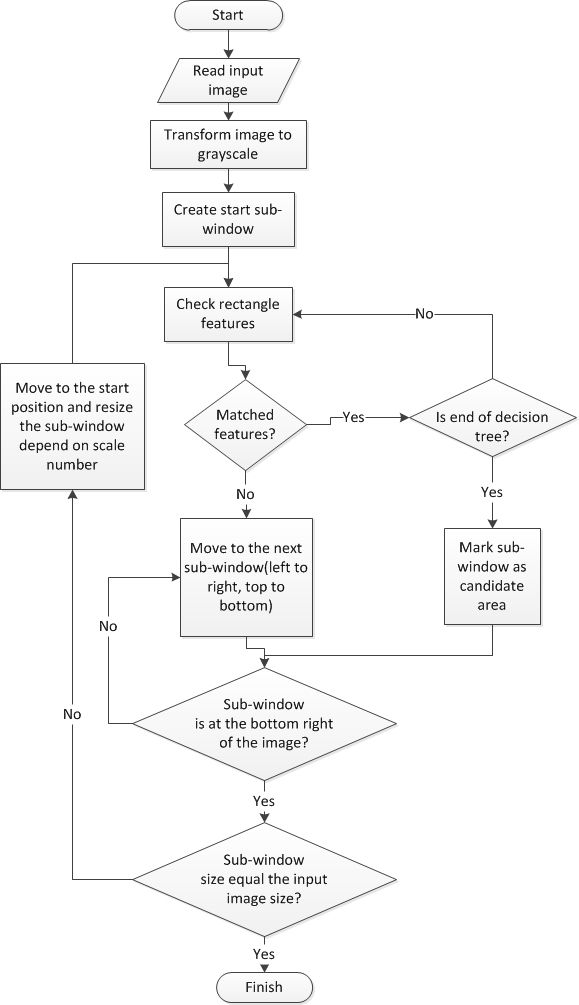 Start
Read input
image
Transform image to
grayscale
Create start sub-
window
Check rectangle
features
No
Move to the start
position and resize
the sub-window
depend on scale
number
Matched
features?
Yes
Is end of decision
tree?
No
Yes
Move to the next
sub-window(left to
right, top to
bottom)
Mark sub-
window as
candidate
area
No
Sub-window
is at the bottom right
of the image?
No
Yes
Sub-window
size equal the input
image size?
Yes
Finish